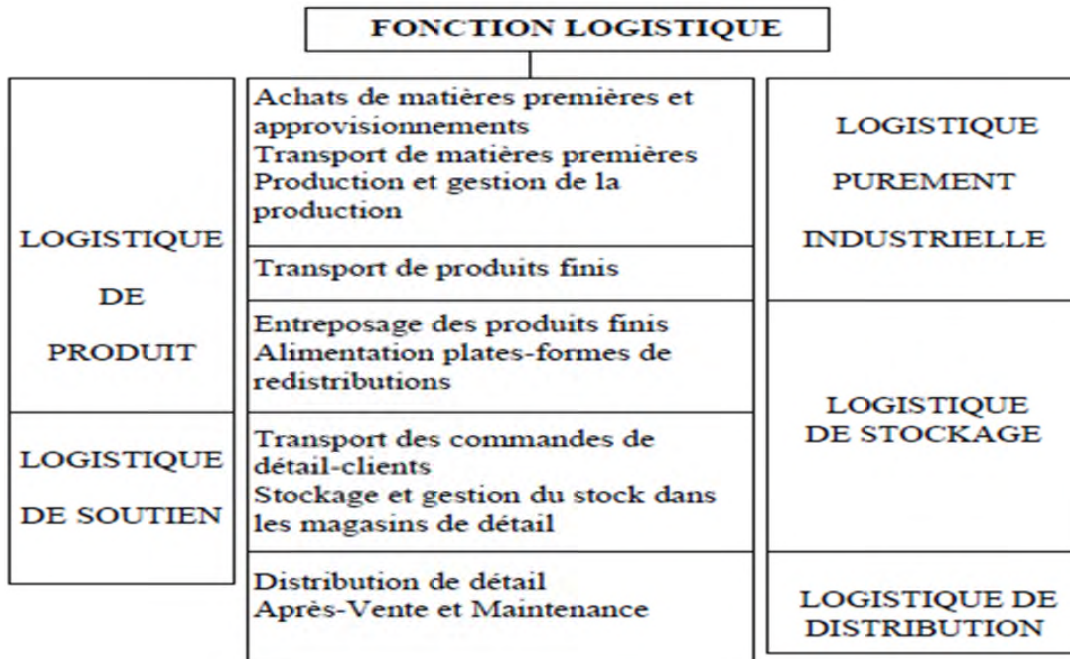 FONCTION LOGISTIQUE
LOGISTIQUE
DE
PRODUIT
LOGISTIQUE
DE SOUTIEN
Achats de matières premières et
approvisionnements
Transport de matières premières
Production et gestion de la
production
Transport de produits finis
Entreposage des produits finis
Alimentation plates-formes de
redistributions
Transport des commandes de
détail-clients
Stockage et gestion du stock dans
les magasins de détail
Distribution de détail
Après-Vente et Maintenance
LOGISTIQUE
PUREMENT
INDUSTRIELLE
LOGISTIQUE
DE STOCKAGE
LOGISTIQUE DE
DISTRIBUTION